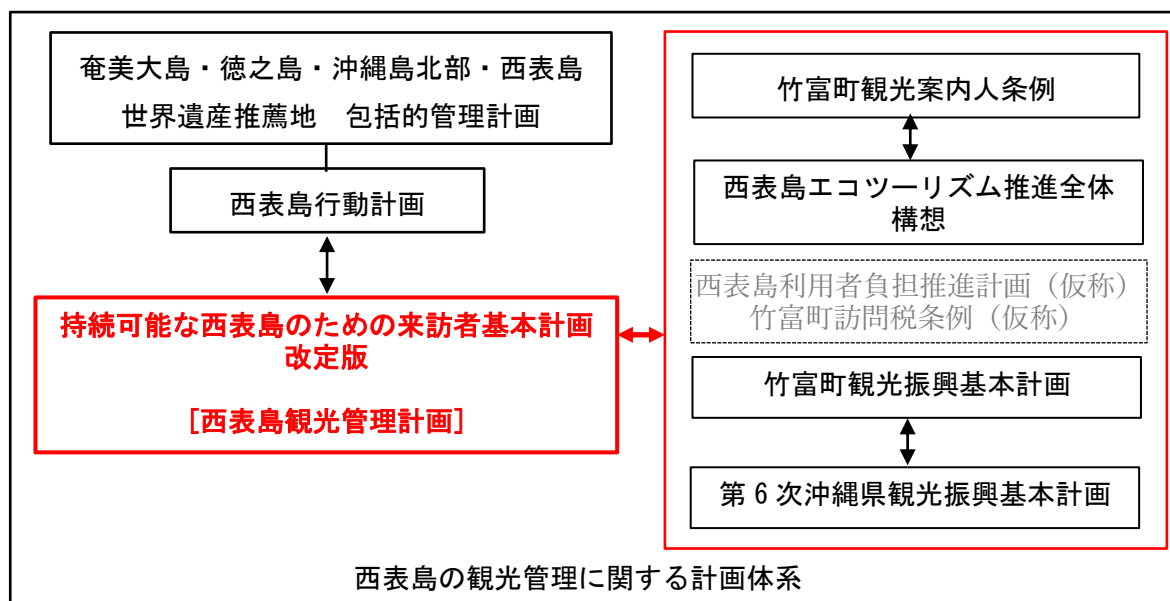 奄美大島・徳之島・沖縄島北部・西表島
世界遺産推薦地　包括的管理計画
西表島行動計画
持続可能な西表島のための来訪者基本計画
改定版
[西表島観光管理計画]
竹富町観光案内人条例
西表島エコツーリズム推進全体
構想
西表島利用者負担推進計画（仮称）
竹富町訪問税条例（仮称）
竹富町観光振興基本計画
第６次沖縄県観光振興基本計画
西表島の観光管理に関する計画体系